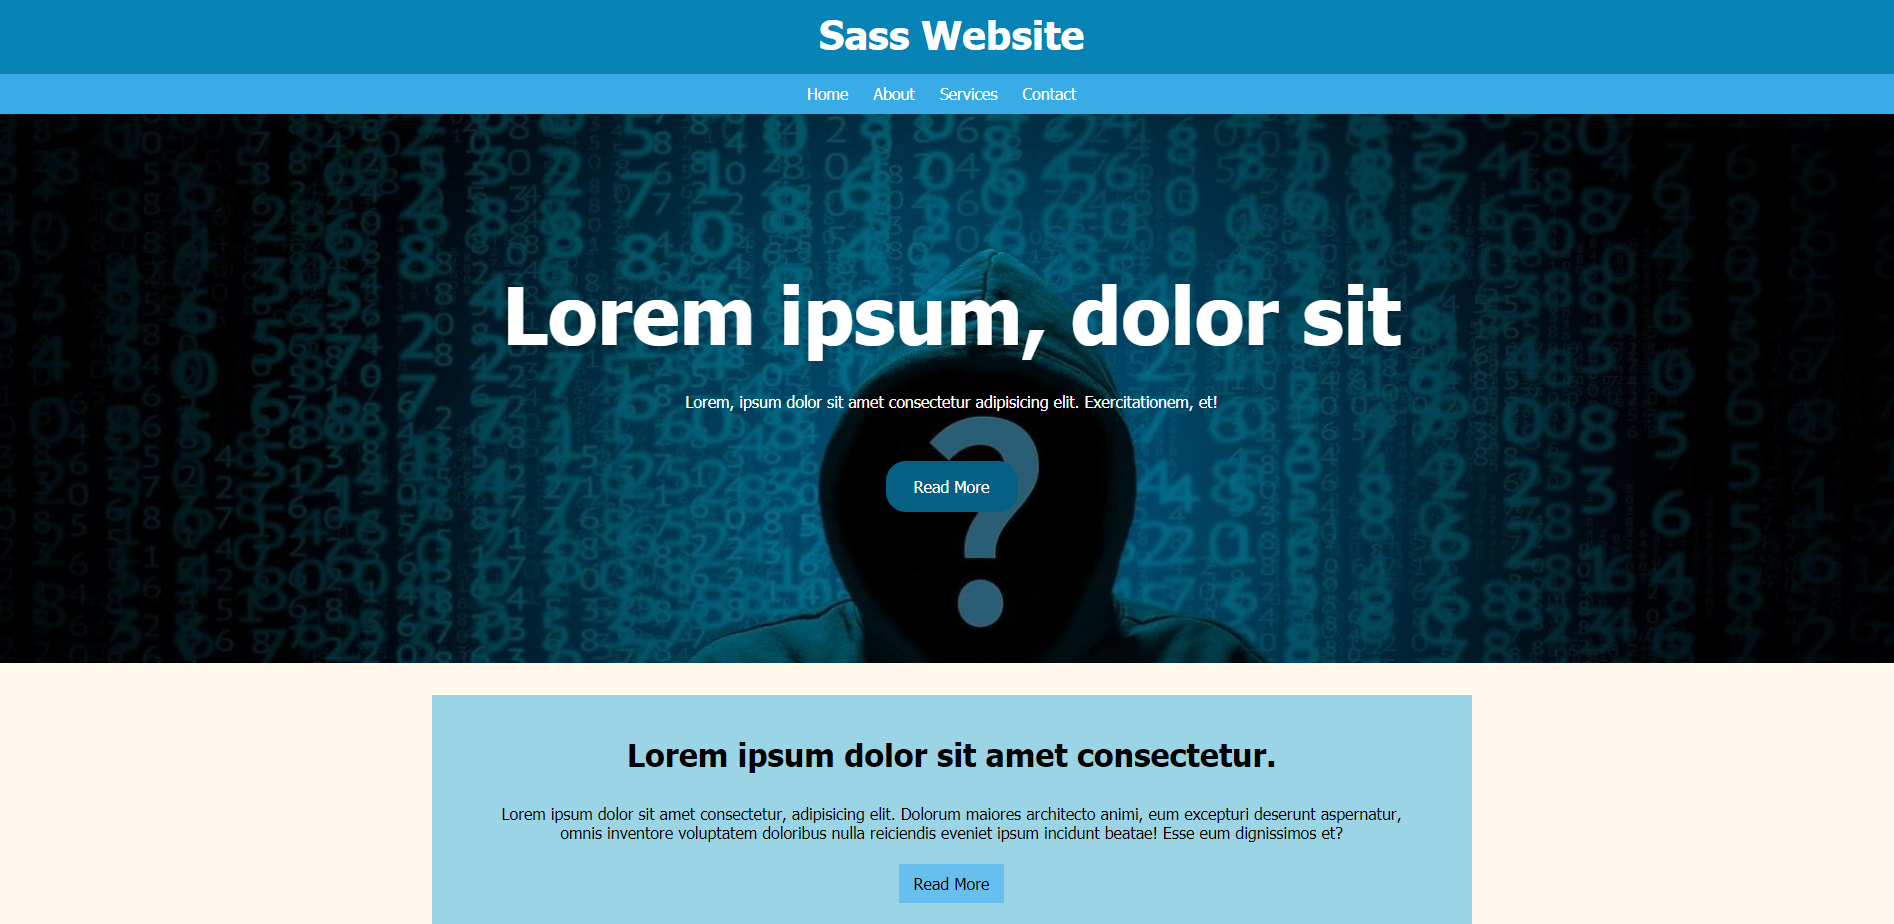 Sass Website
Home About Services Contact
Lorem ipsum, dolor sit
Lorem, ipsum dolor sit amet consectetur adipisicing elit. Exercitationem, et!
?
Read More
Lorem ipsum dolor sit amet consectetur.
Lorem ipsum dolor sit amet consectetur, adipisicing elit. Dolorum maiores architecto animi, eum excepturi deserunt aspernatur,
omnis inventore voluptatem doloribus nulla reiciendis eveniet ipsum incidunt beatae! Esse eum dignissimos et?
Read More